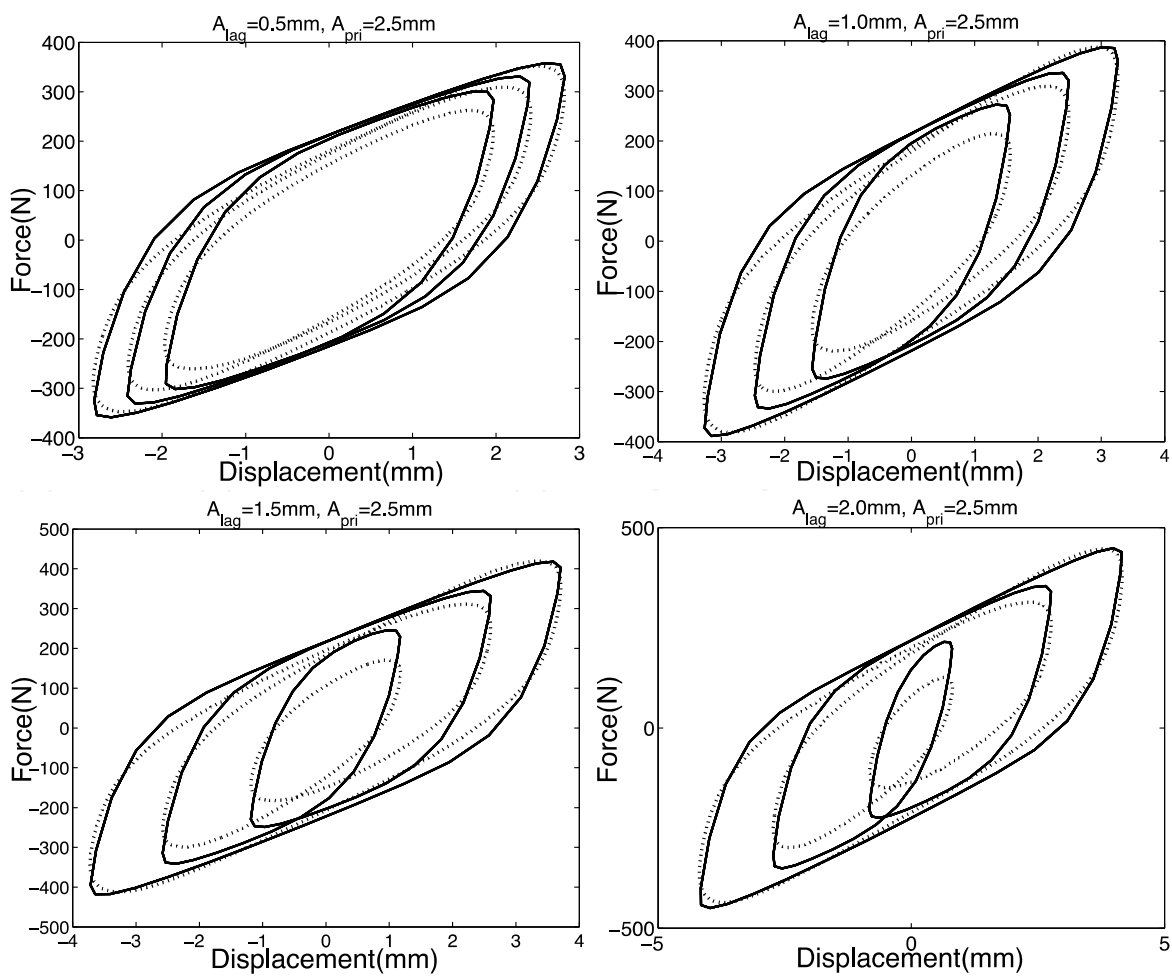 A_lag=0.5mm, A_pri=2.5mm
400
300
200
100
0
−100
−200
−300
−400
Force(N)
−3 −2 −1 0 1 2 3
Displacement(mm)
A_lag=1.0mm, A_pri=2.5mm
400
300
200
100
0
−100
−200
−300
−400
Force(N)
−4 −3 −2 −1 0 1 2 3 4
Displacement(mm)
A_lag=1.5mm, A_pri=2.5mm
500
400
300
200
100
0
−100
−200
−300
−400
−500
Force(N)
−4 −3 −2 −1 0 1 2 3 4
Displacement(mm)
A_lag=2.0mm, A_pri=2.5mm
500
0
−500
Force(N)
−5 0 5
Displacement(mm)